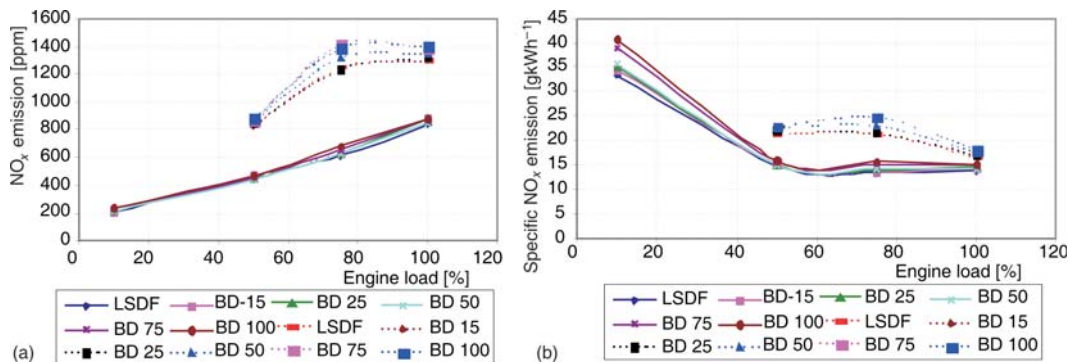 1600
1400
1200
1000
800
600
400
200
0
NOx emission [ppm]
0 20 40 60 80 100 120
Engine load [%]
LSDF BD-15 BD 25 BD 50
BD 75 BD 100 LSDF BD 15
BD 25 BD 50 BD 75 BD 100
(a)
45
40
35
30
25
20
15
10
5
0
Specific NOx emission [gkWh−1]
0 20 40 60 80 100 120
Engine load [%]
LSDF BD-15 BD 25 BD 50
BD 75 BD 100 LSDF BD 15
BD 25 BD 50 BD 75 BD 100
(b)